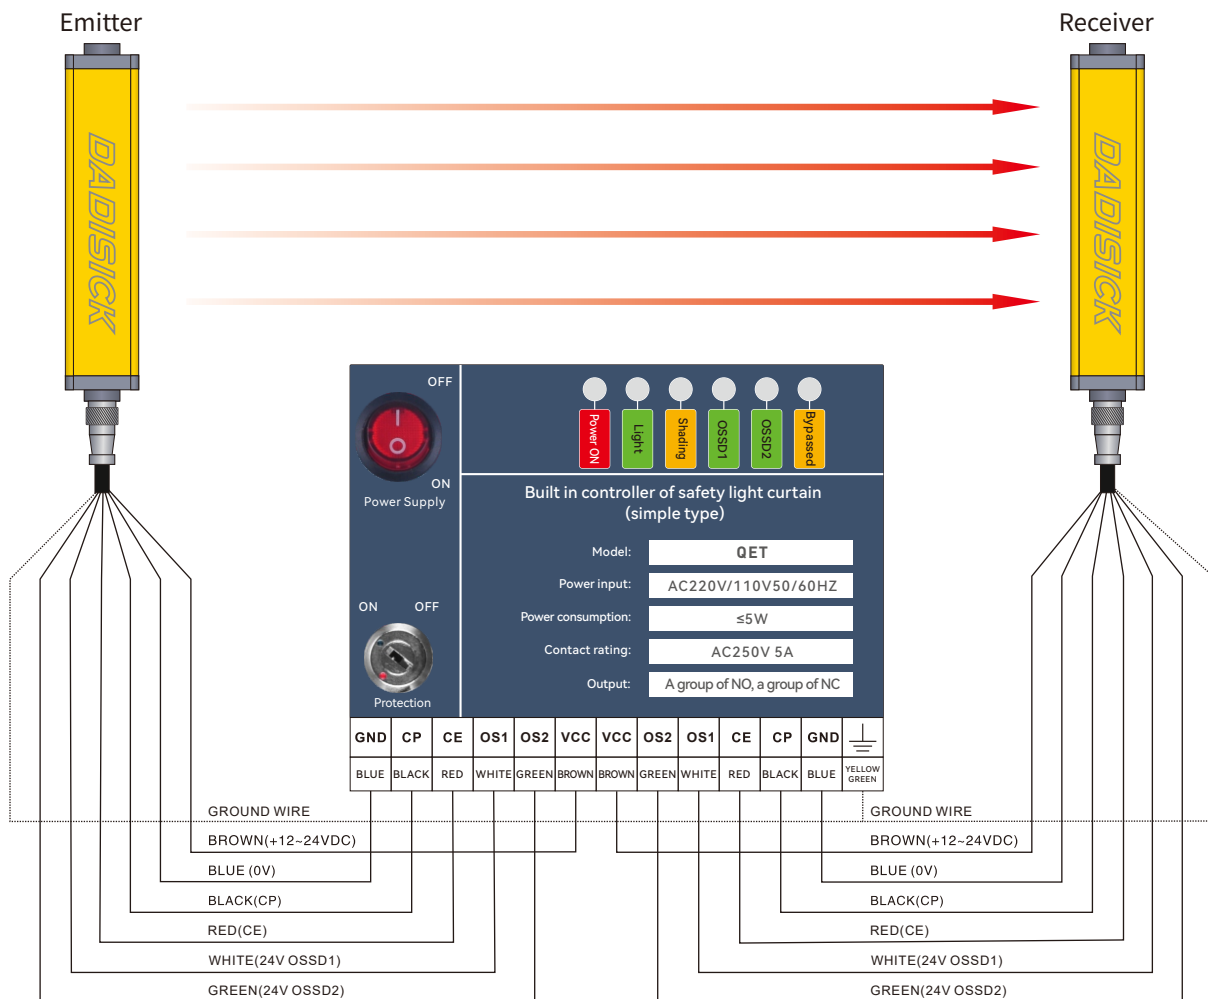 Emitter
Receiver
DADISICK
DADISICK
OFF
ON
Power Supply
ON
OFF
Protection
Power ON
Light
Shading
OSSD1
OSSD2
Bypassed
Built in controller of safety light curtain
(simple type)
Model: QET
Power input: AC220V/110V50/60HZ
Power consumption: ≤5W
Contact rating: AC250V 5A
Output: A group of NO, a group of NC
GND CP CE OS1 OS2 VCC VCC OS2 OS1 CE CP GND
BLUE BLACK RED WHITE GREEN BROWN BROWN GREEN WHITE RED BLACK BLUE YELLOW GREEN
GROUND WIRE
BROWN(+12~24VDC)
BLUE (0V)
BLACK(CP)
RED(CE)
WHITE(24V OSSD1)
GREEN(24V OSSD2)
GROUND WIRE
BROWN(+12~24VDC)
BLUE (0V)
BLACK(CP)
RED(CE)
WHITE(24V OSSD1)
GREEN(24V OSSD2)